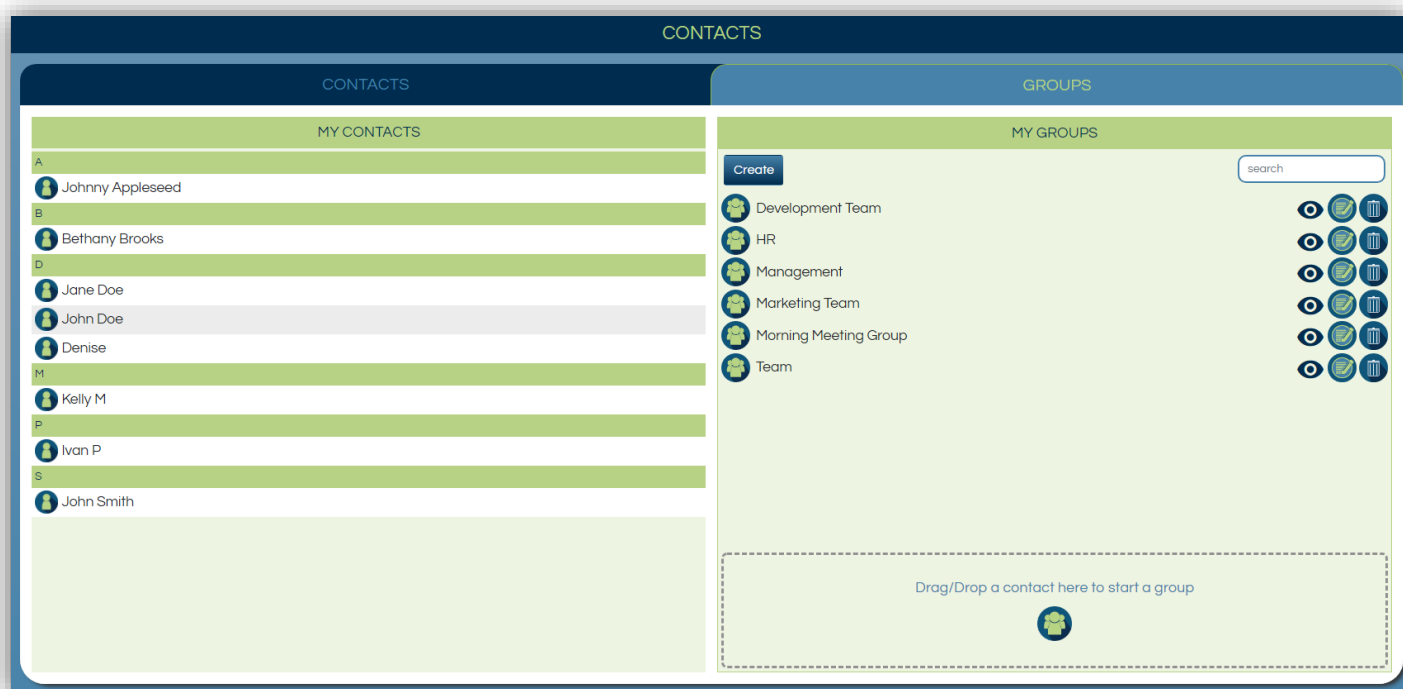 CONTACTS
CONTACTS
GROUPS
MY CONTACTS
A
Johnny Appleseed
B
Bethany Brooks
D
Jane Doe
John Doe
Denise
M
Kelly M
P
Ivan P
S
John Smith
MY GROUPS
Create
search
Development Team
HR
Management
Marketing Team
Morning Meeting Group
Team
Drag/Drop a contact here to start a group